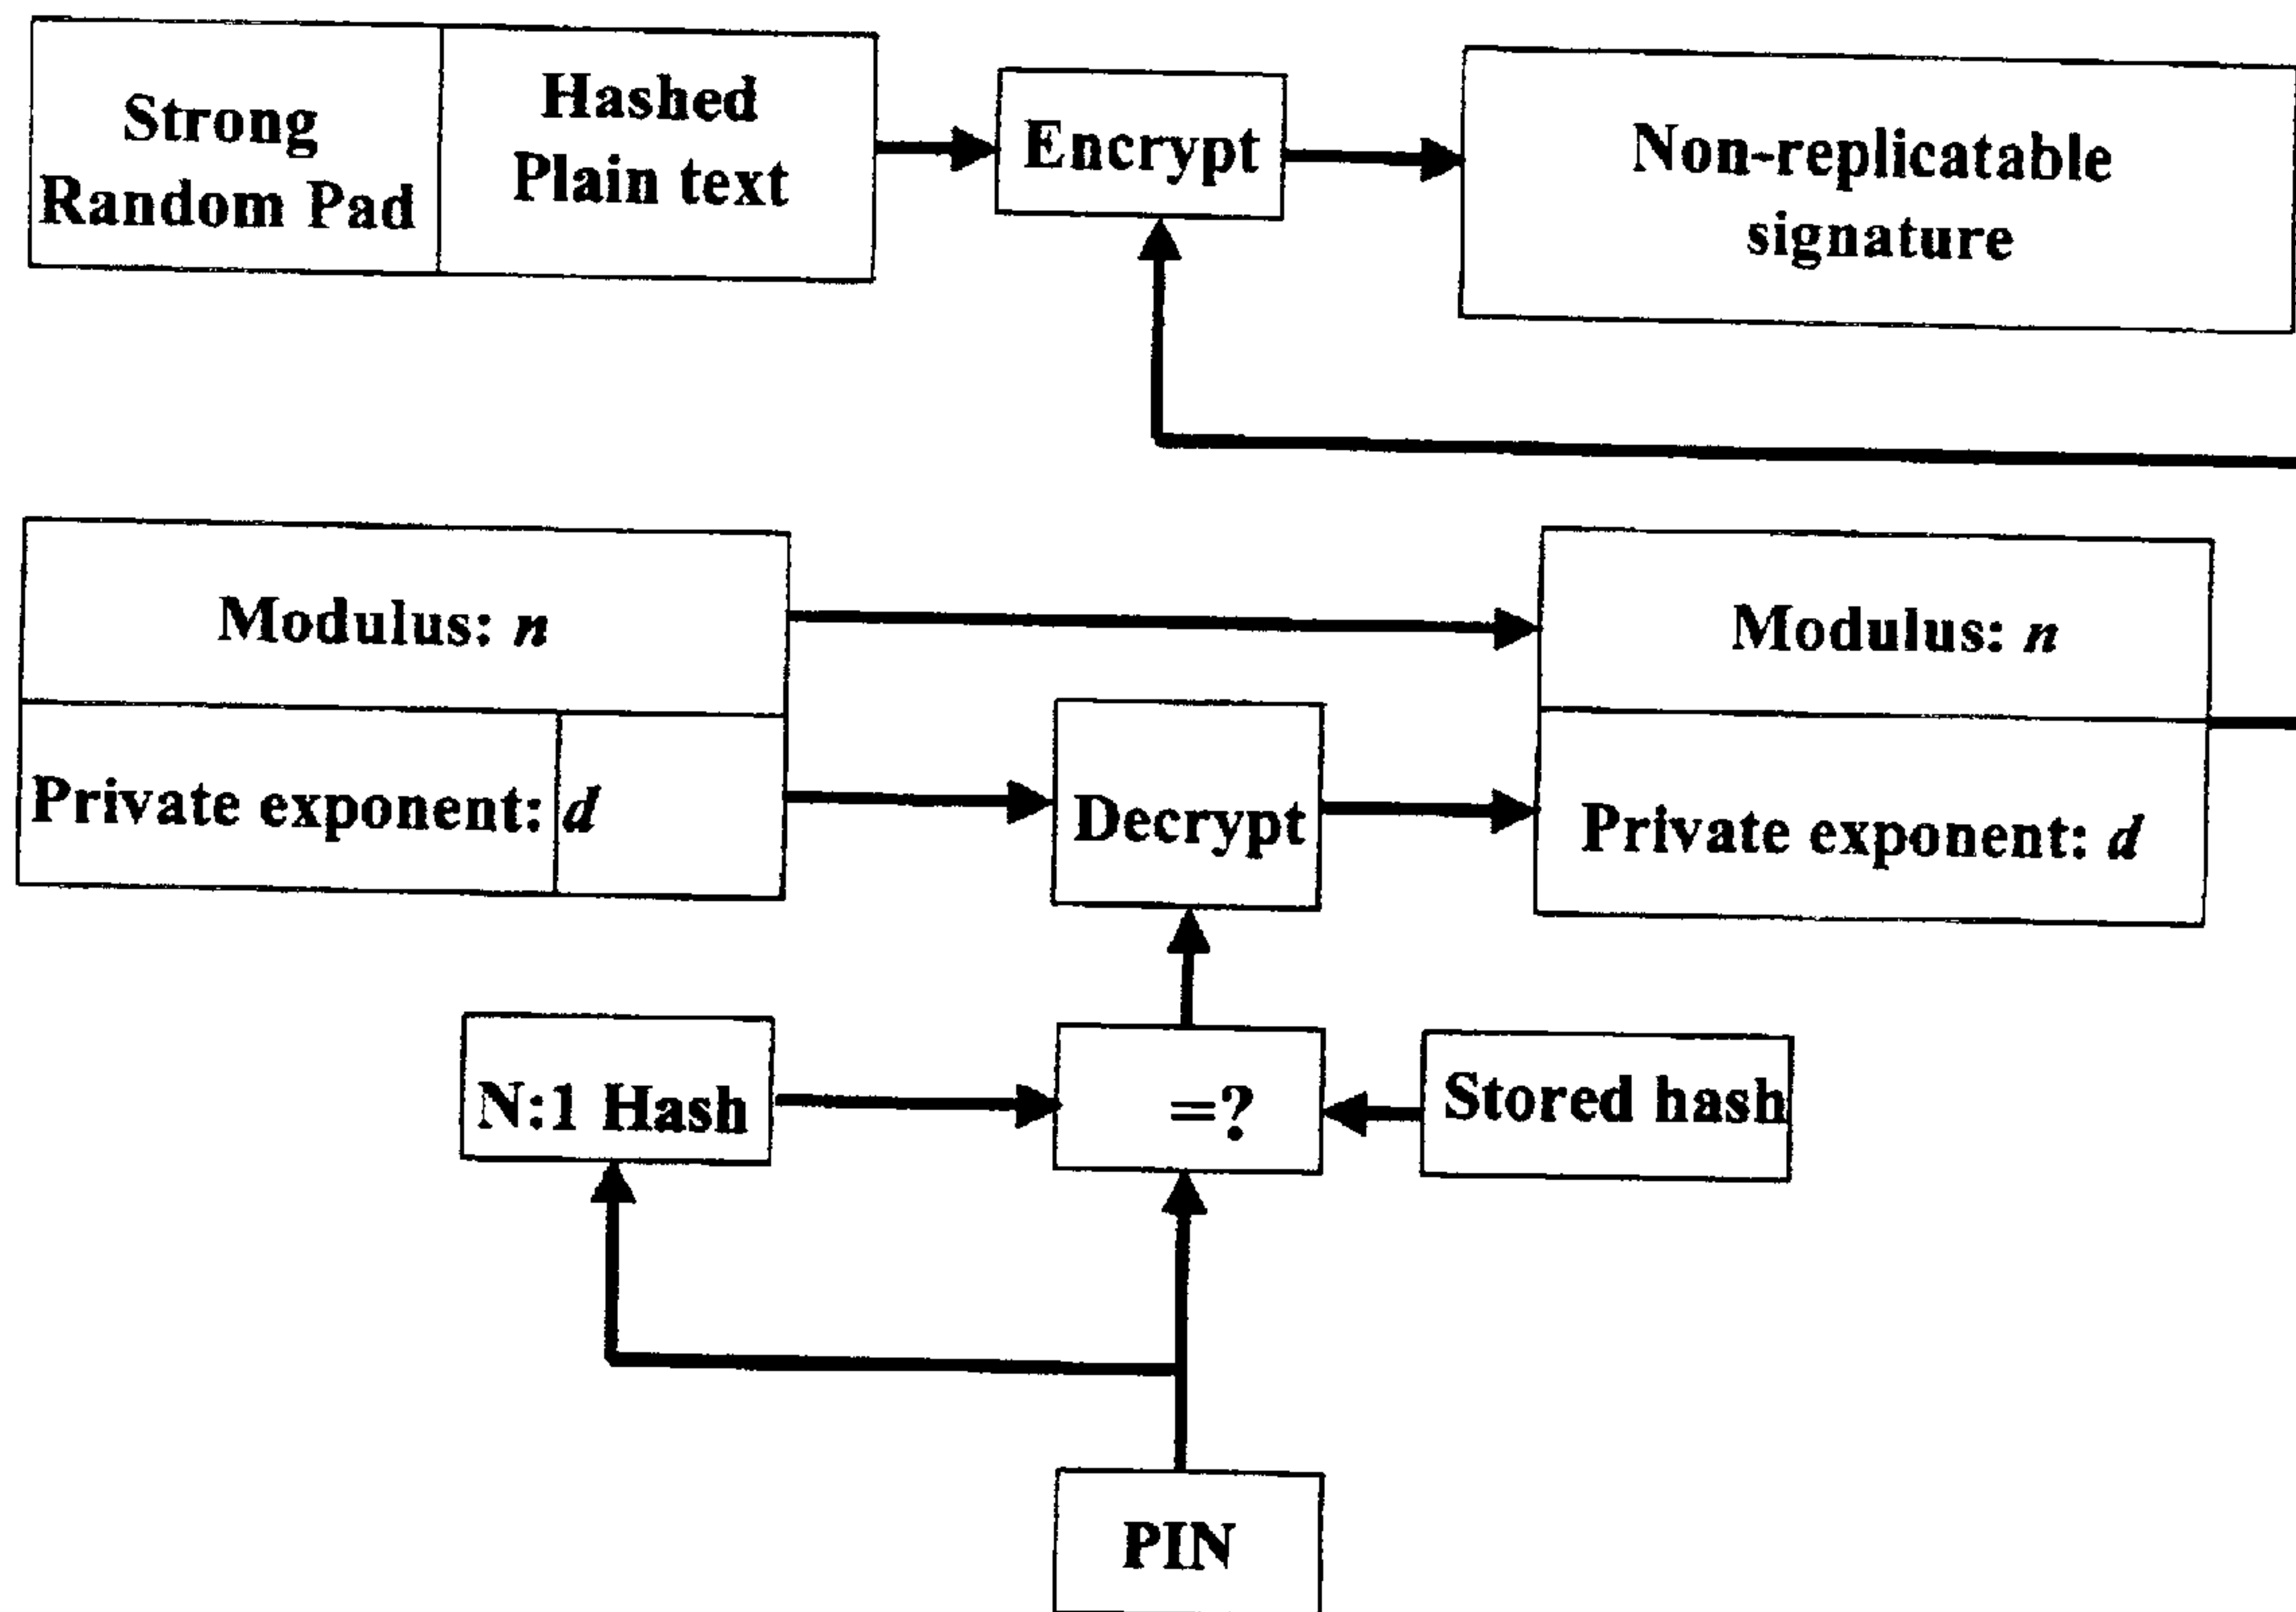 Strong
Random Pad
Hashed
Plain text
Encrypt
Non-replicatable
signature
Modulus: n
Private exponent: d
Decrypt
Modulus: n
Private exponent: d
N:1 Hash
=?
Stored hash
PIN